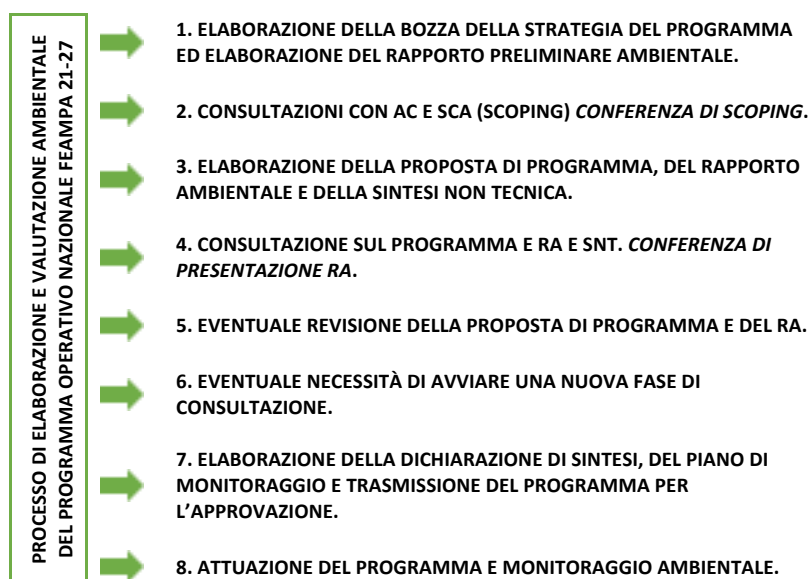 PROCESSO DI ELABORAZIONE E VALUTAZIONE AMBIENTALE
DEL PROGRAMMA OPERATIVO NAZIONALE FEAMPA 21-27
1. ELABORAZIONE DELLA BOZZA DELLA STRATEGIA DEL PROGRAMMA
ED ELABORAZIONE DEL RAPPORTO PRELIMINARE AMBIENTALE.
2. CONSULTAZIONI CON AC E SCA (SCOPING) CONFERENZA DI SCOPING.
3. ELABORAZIONE DELLA PROPOSTA DI PROGRAMMA, DEL RAPPORTO
AMBIENTALE E DELLA SINTESI NON TECNICA.
4. CONSULTAZIONE SUL PROGRAMMA E RA E SNT. CONFERENZA DI
PRESENTAZIONE RA.
5. EVENTUALE REVISIONE DELLA PROPOSTA DI PROGRAMMA E DEL RA.
6. EVENTUALE NECESSITÀ DI AVVIARE UNA NUOVA FASE DI
CONSULTAZIONE.
7. ELABORAZIONE DELLA DICHIARAZIONE DI SINTESI, DEL PIANO DI
MONITORAGGIO E TRASMISSIONE DEL PROGRAMMA PER
L’APPROVAZIONE.
8. ATTUAZIONE DEL PROGRAMMA E MONITORAGGIO AMBIENTALE.